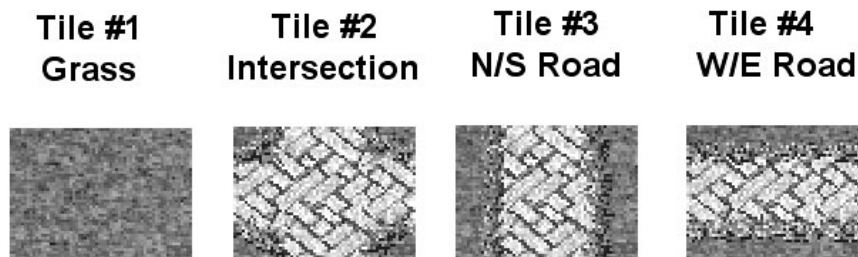 Tile #1
Grass
Tile #2
Intersection
Tile #3
N/S Road
Tile #4
W/E Road